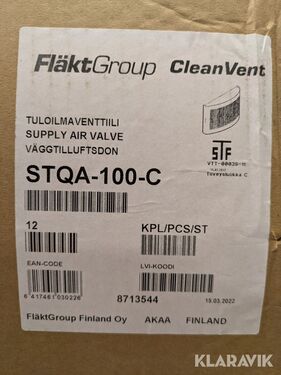 FläktGroup CleanVent
TULOILMAVENTTIILI
SUPPLY AIR VALVE
VÄGGTILLUFTSDON
STF
STQA-100-C
12
KPL/PCS/ST
EAN-CODE
LVI-KOODI
6 417461 030226
8713544
15.03.2022
FläktGroup Finland Oy AKAA FINLAND
KLARAVIK